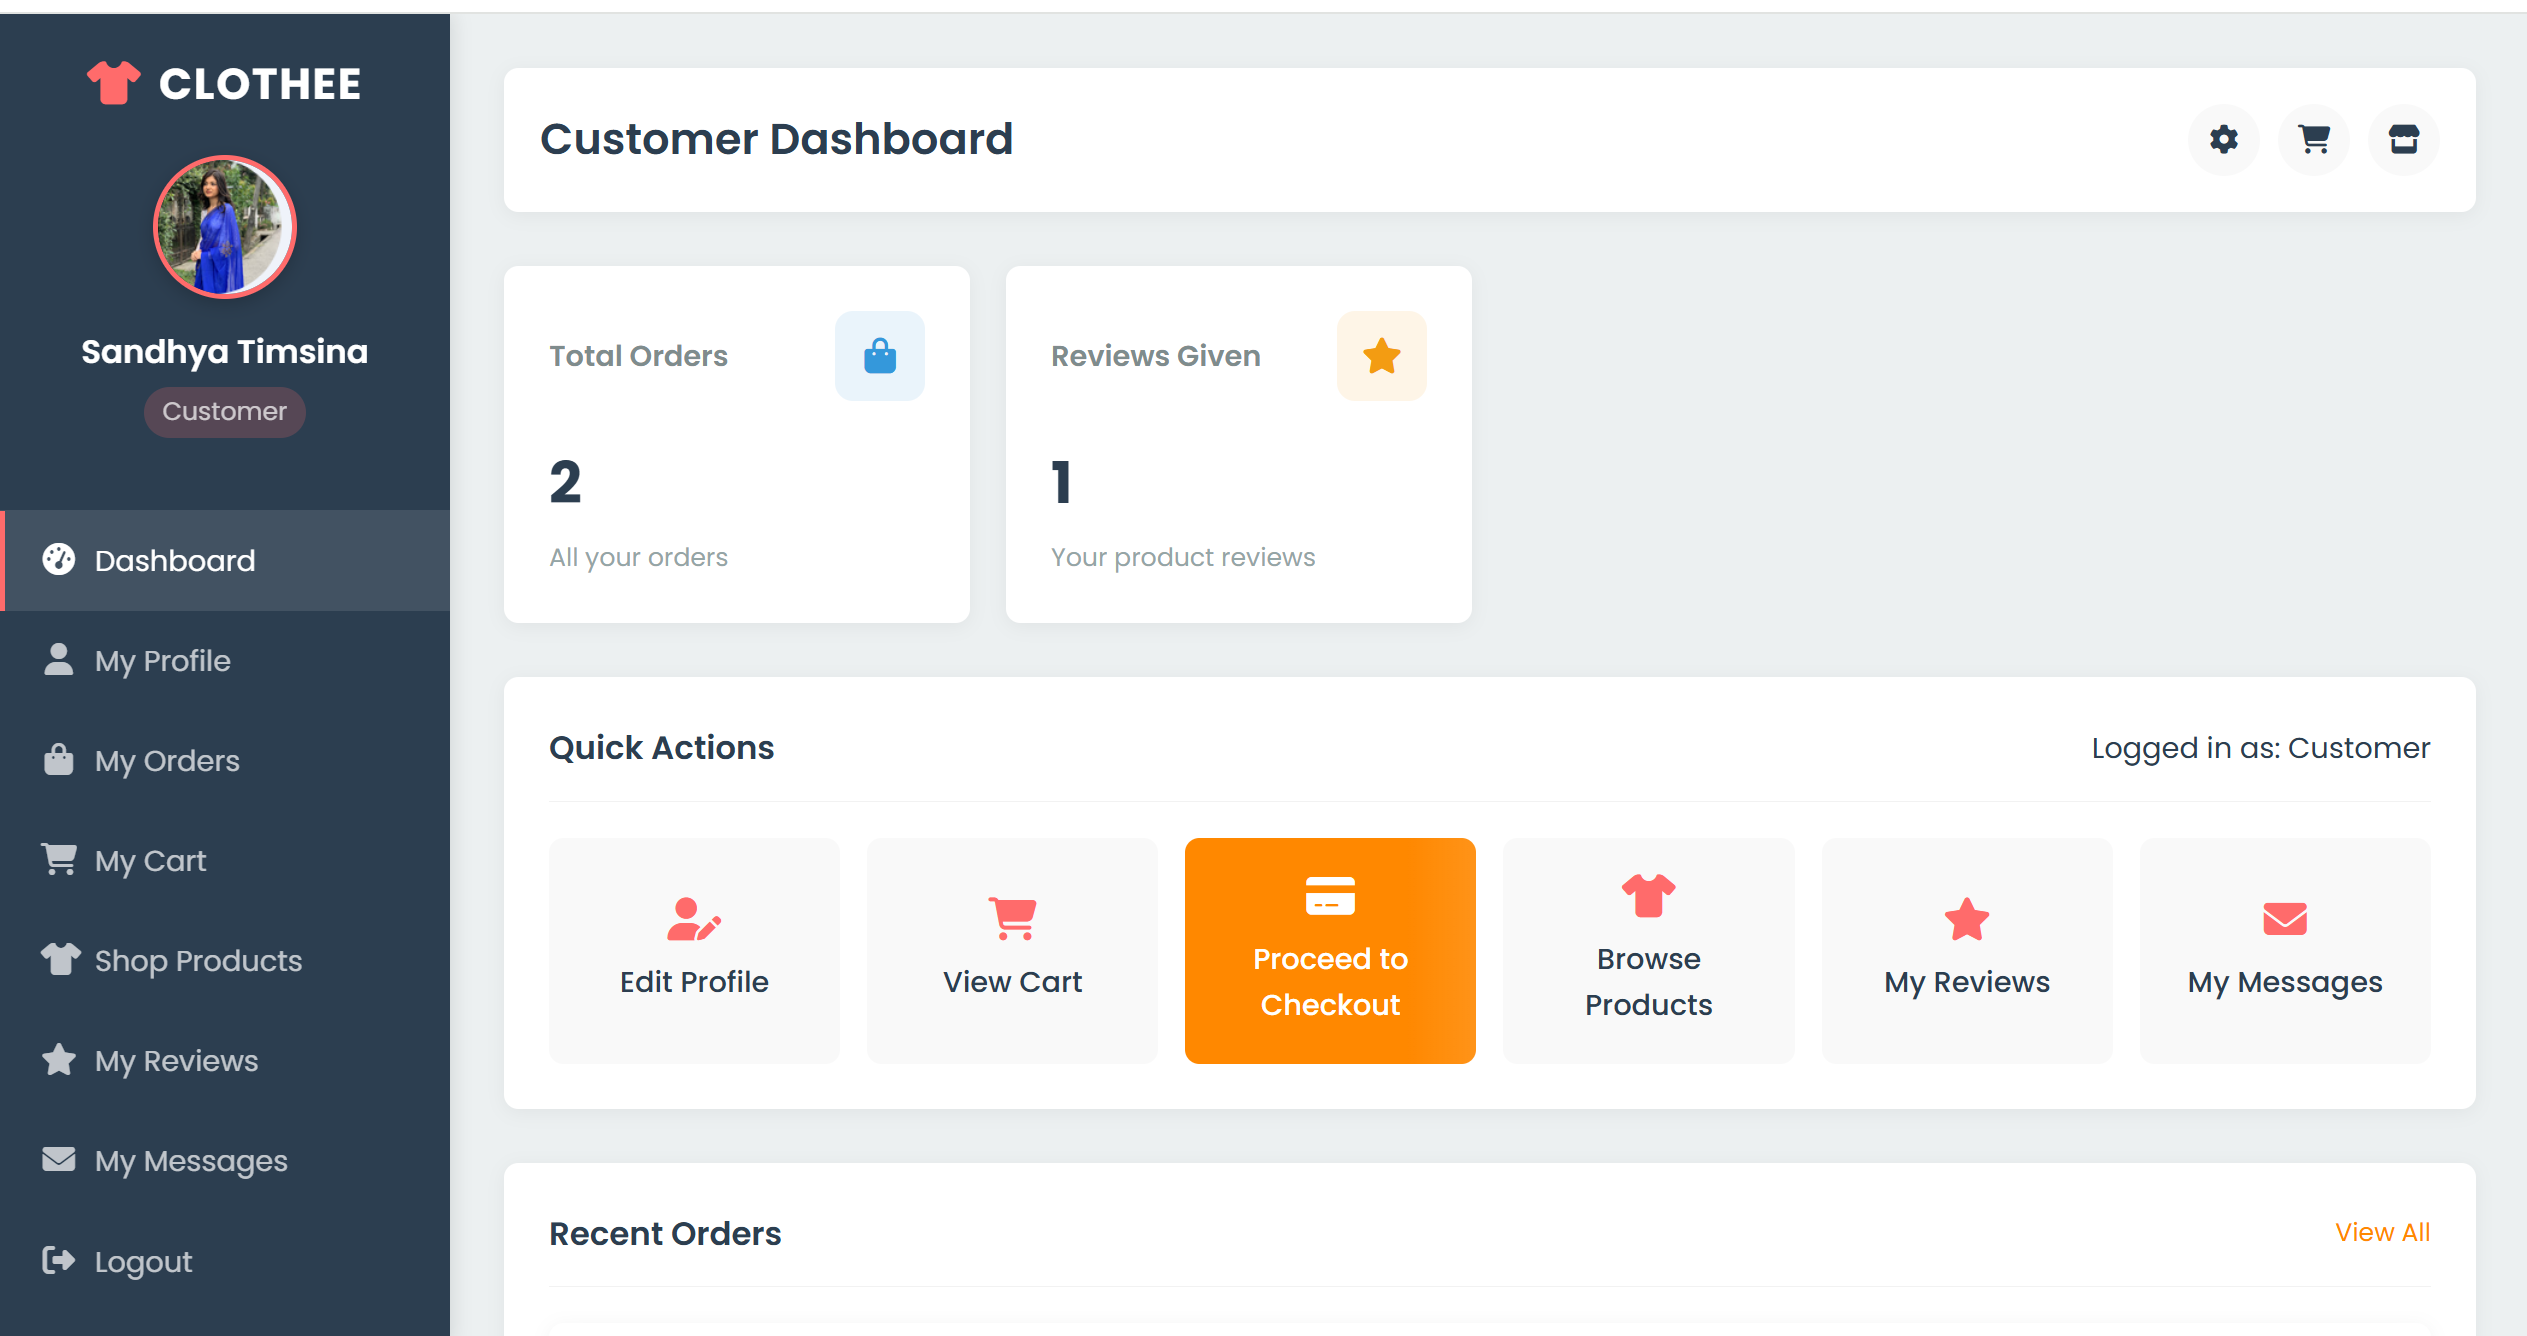 CLOTHEE
Sandhya Timsina
Customer
Dashboard
My Profile
My Orders
My Cart
Shop Products
My Reviews
My Messages
Logout
Customer Dashboard
Total Orders
2
All your orders
Reviews Given
1
Your product reviews
Quick Actions
Logged in as: Customer
Edit Profile
View Cart
Proceed to
Checkout
Browse
Products
My Reviews
My Messages
Recent Orders
View All